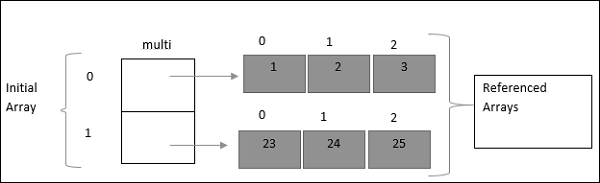 multi
0 1 2
0
1 2 3
Initial
Array
Referenced
Arrays
0 1 2
1
23 24 25